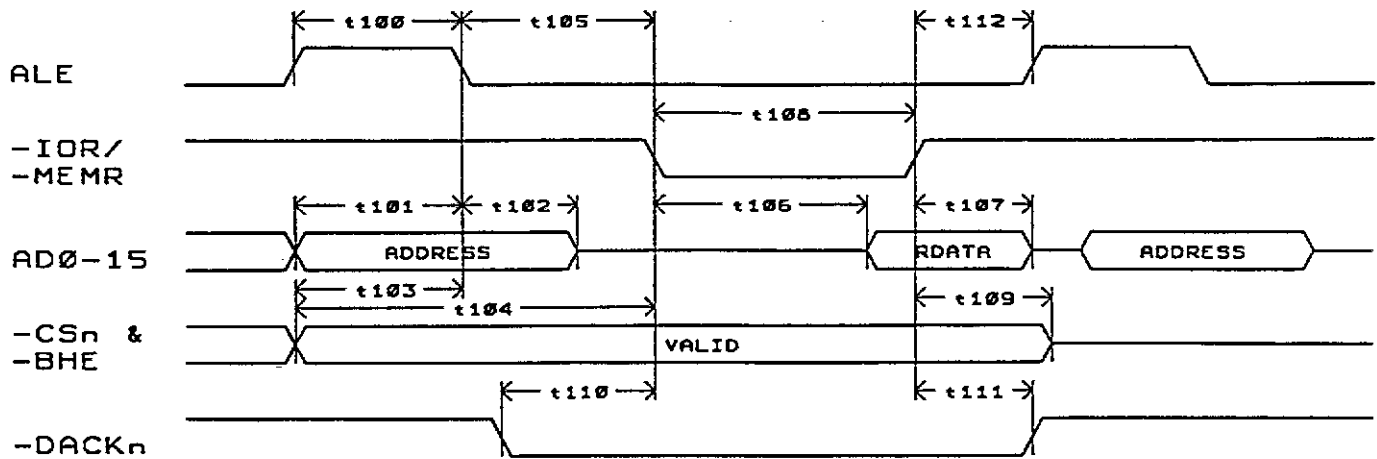 t100 t105 t112
ALE
t108
-IOR/
-MEMR
t101 t102 t106 t107
AD0-15 ADDRESS RDATA ADDRESS
t103
t104 t109
-CSn &
-BHE VALID
t110 t111
-DACKn